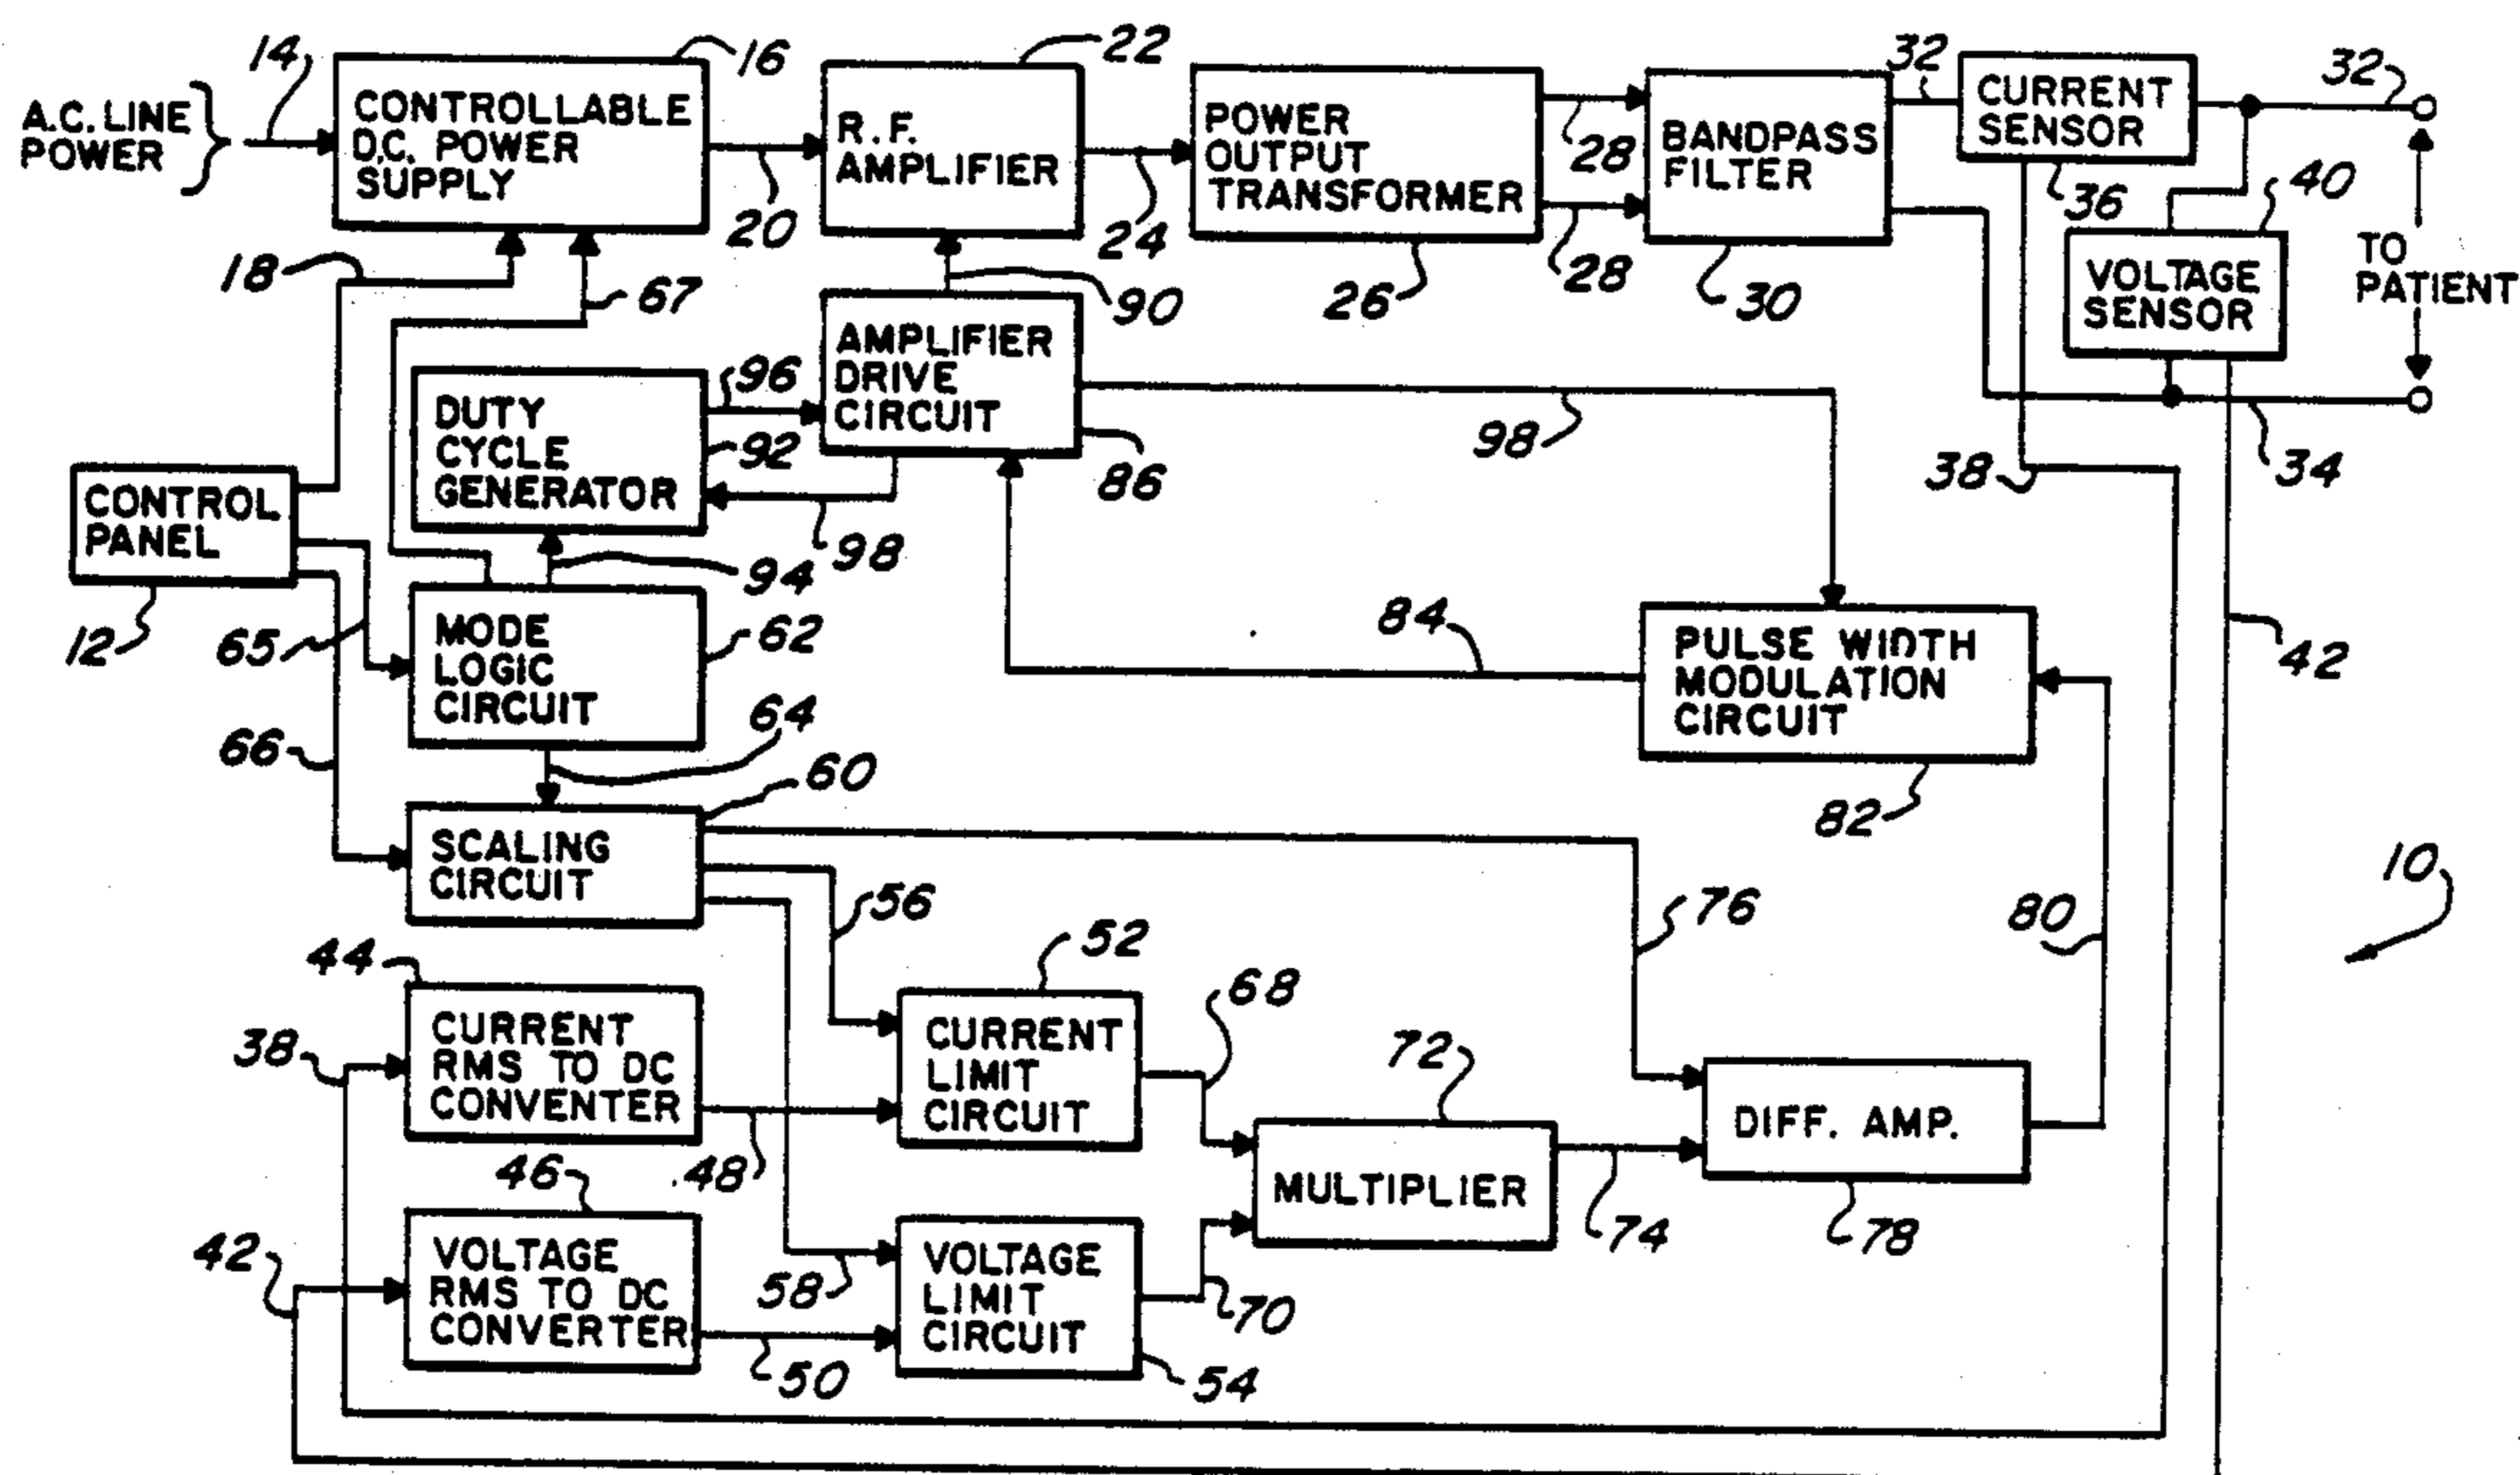 14
16
22
32
32
A.C. LINE
POWER
CONTROLLABLE
D.C. POWER
SUPPLY
R.F.
AMPLIFIER
POWER
OUTPUT
TRANSFORMER
BANDPASS
FILTER
CURRENT
SENSOR
28
36
40
20
24
18
67
26
28
30
90
VOLTAGE
SENSOR
TO
PATIENT
AMPLIFIER
DRIVE
CIRCUIT
96
92
DUTY
CYCLE
GENERATOR
86
98
38
34
CONTROL
PANEL
98
94
12
65
MODE
LOGIC
CIRCUIT
62
84
PULSE WIDTH
MODULATION
CIRCUIT
42
66
64
60
82
SCALING
CIRCUIT
56
76
80
10
44
52
68
38
CURRENT
RMS TO DC
CONVENTER
CURRENT
LIMIT
CIRCUIT
72
DIFF. AMP.
46
48
MULTIPLIER
74
78
42
VOLTAGE
RMS TO DC
CONVERTER
58
VOLTAGE
LIMIT
CIRCUIT
70
50
54